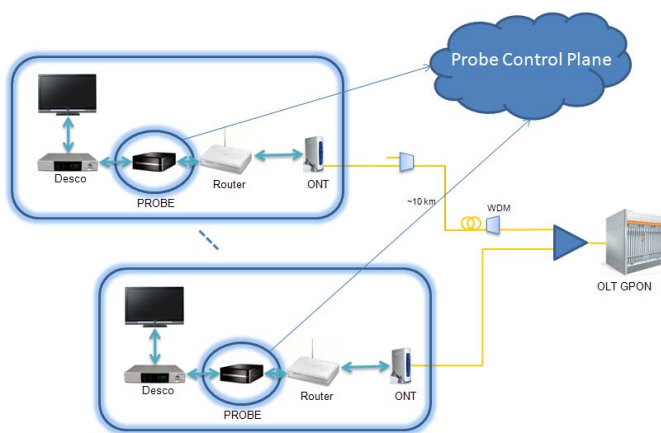 Probe Control Plane
Desco
PROBE
Router
ONT
~10 km
WDM
OLT GPON
Desco
PROBE
Router
ONT